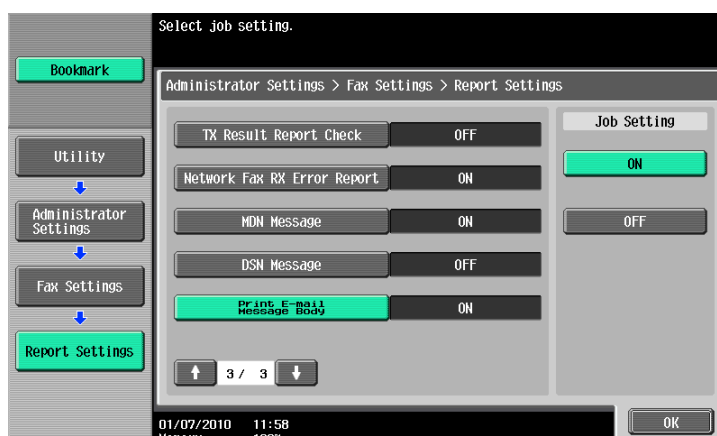 Select job setting.
Bookmark
Administrator Settings > Fax Settings > Report Settings
Utility
Administrator
Settings
Fax Settings
Report Settings
TX Result Report Check OFF
Network Fax RX Error Report ON
MDN Message ON
DSN Message OFF
Print E-mail
Message Body ON
3/ 3
Job Setting
ON
OFF
01/07/2010 11:58
OK